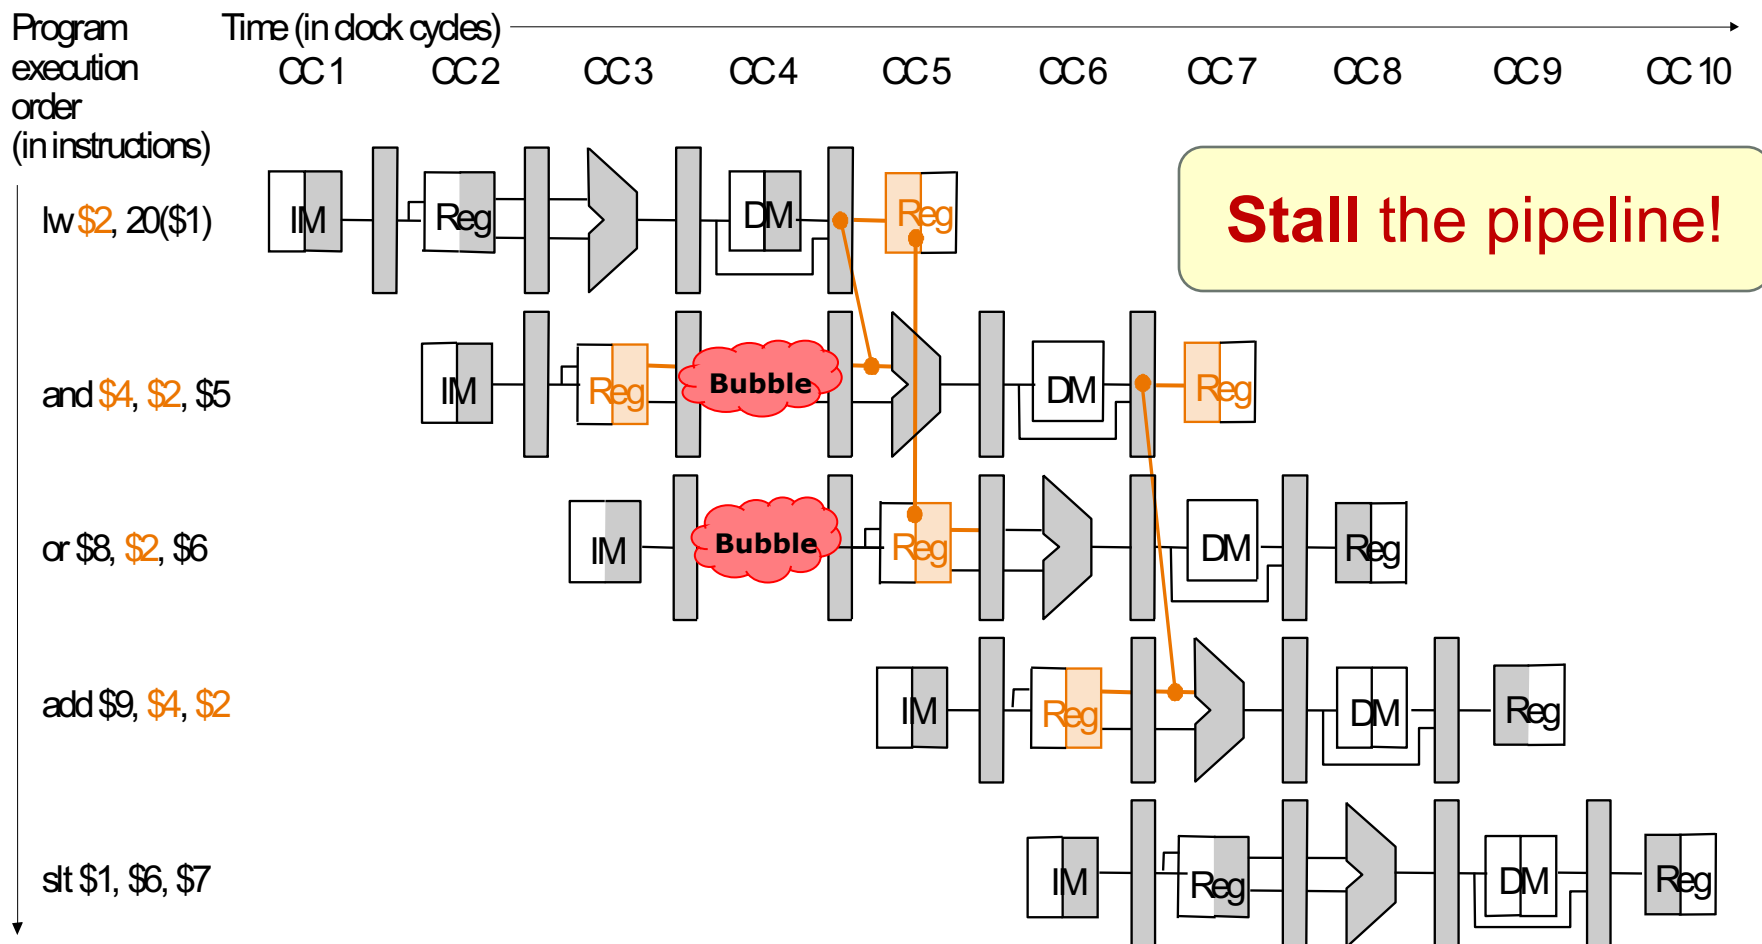 Program
execution
order
(in instructions)
Time (in clock cycles)
CC 1 CC 2 CC 3 CC 4 CC 5 CC 6 CC 7 CC 8 CC 9 CC 10
Stall the pipeline!
lw $2, 20($1)
IM Reg DM Reg
and $4, $2, $5
IM Reg Bubble DM Reg
or $8, $2, $6
IM Bubble Reg DM Reg
add $9, $4, $2
IM Reg DM Reg
slt $1, $6, $7
IM Reg DM Reg